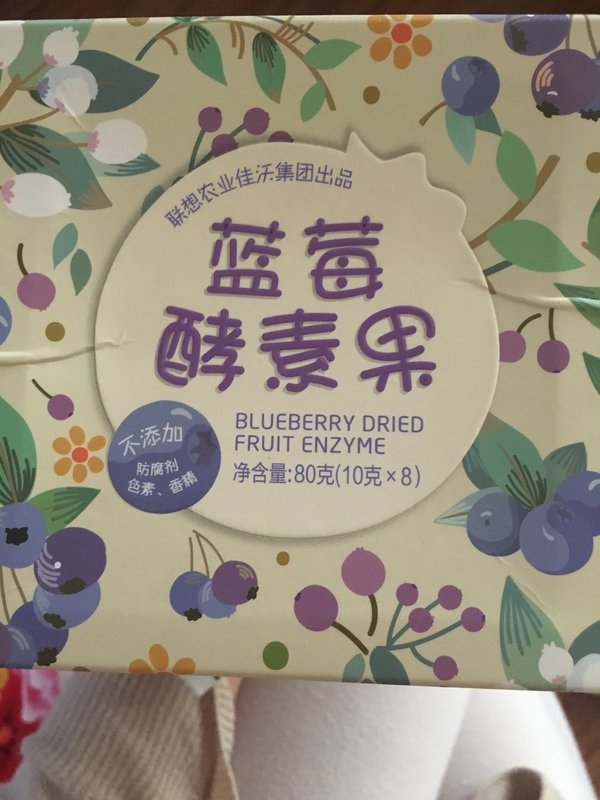 联想农业佳沃集团出品
蓝莓
酵素果
BLUEBERRY DRIED
FRUIT ENZYME
净含量:80克(10克×8)
不添加
防腐剂
色素、香精